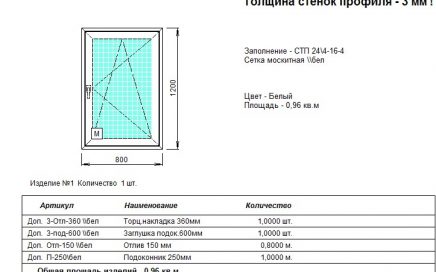 Толщина стенок профиля - 3 мм !
Заполнение - СТП 24\4-16-4
Сетка москитная \\бел
Цвет - Белый
Площадь - 0,96 кв.м
1200
М
800
Изделие №1 Количество 1 шт.
Артикул Наименование Количество
Доп. 3-Отл-360 \\бел Торц.накладка 360мм 1,0000 шт.
Доп. 3-под-600 \\бел Заглушка подок.600мм 1,0000 шт.
Доп. Отл-150 \\бел Отлив 150 мм 0,8000 м.
Доп. П-250\бел Подоконник 250мм 1,0000 м.
Общая площадь изделий 0,96 кв.м